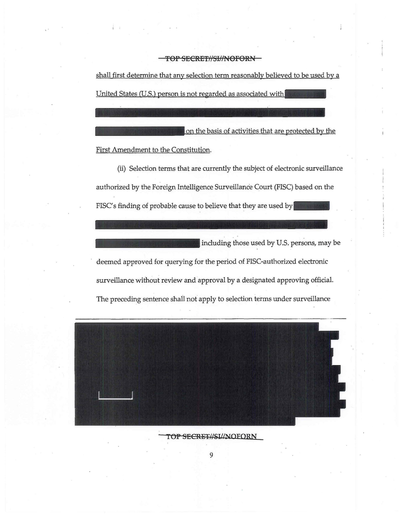 TOP SECRET//SI//NOFORN
shall first determine that any selection term reasonably believed to be used by a
United States (U.S.) person is not regarded as associated with
on the basis of activities that are protected by the
First Amendment to the Constitution.
(ii) Selection terms that are currently the subject of electronic surveillance
authorized by the Foreign Intelligence Surveillance Court (FISC) based on the
FISC's finding of probable cause to believe that they are used by
including those used by U.S. persons, may be
deemed approved for querying for the period of FISC-authorized electronic
surveillance without review and approval by a designated approving official.
The preceding sentence shall not apply to selection terms under surveillance
TOP SECRET//SI//NOFORN
9